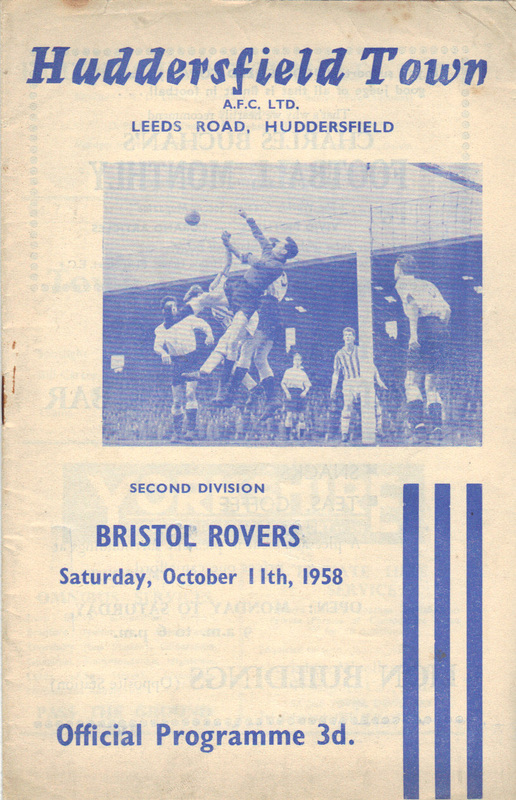 Huddersfield Town
A.F.C. LTD.
LEEDS ROAD, HUDDERSFIELD
SECOND DIVISION
BRISTOL ROVERS
Saturday, October 11th, 1958
Official Programme 3d.